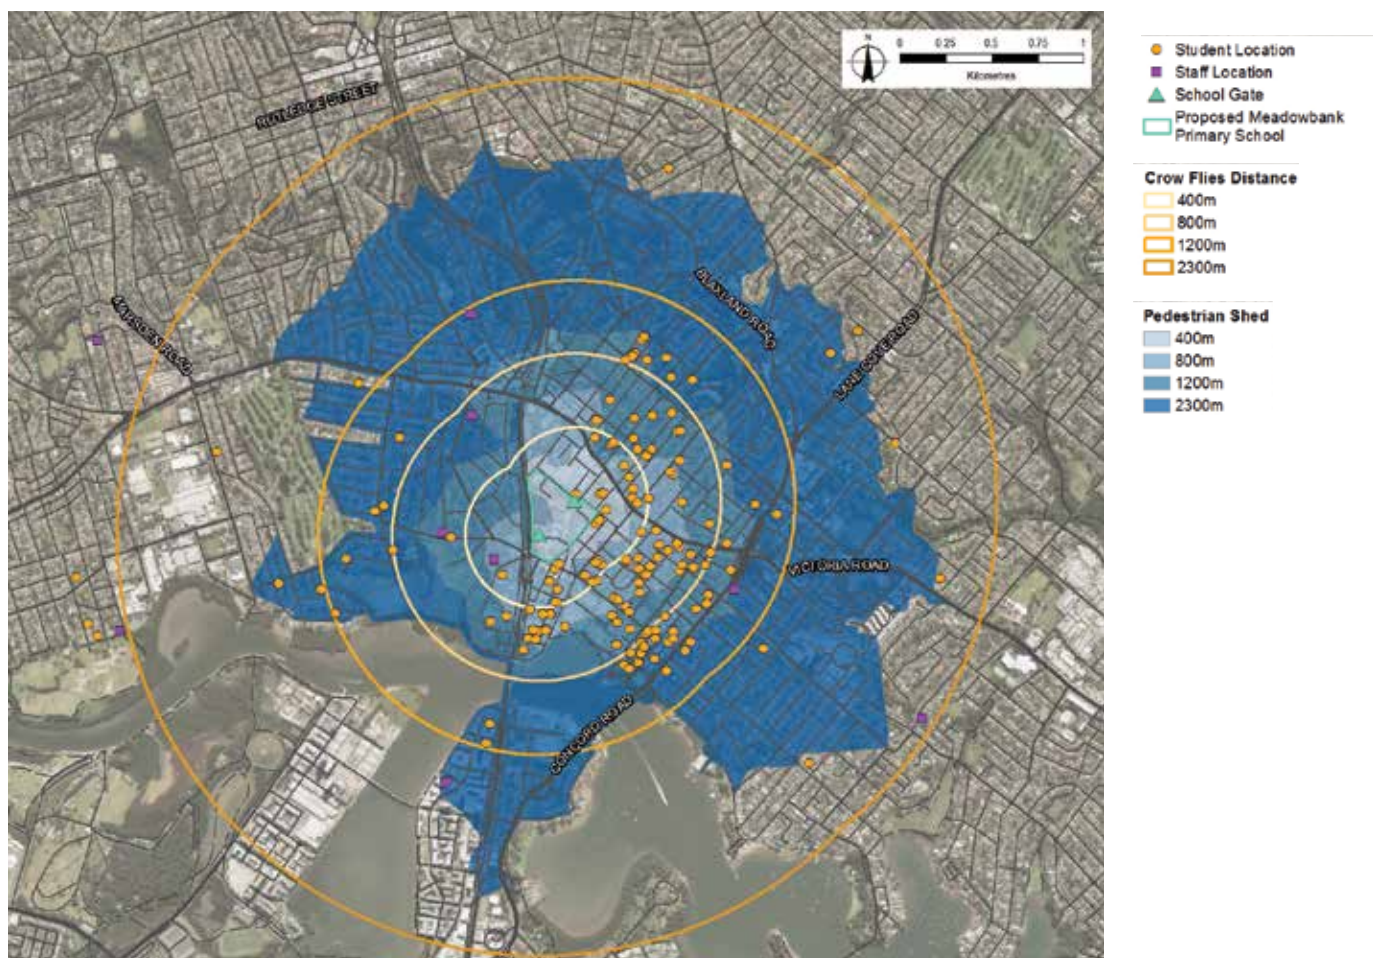 N
0 0.25 0.5 0.75 1
Kilometres
RUTLEDGE STREET
MARSDEN ROAD
BLAXLAND ROAD
LANE COVE ROAD
VICTORIA ROAD
CONCORD ROAD
Student Location
Staff Location
School Gate
Proposed Meadowbank
Primary School
Crow Flies Distance
400m
800m
1200m
2300m
Pedestrian Shed
400m
800m
1200m
2300m